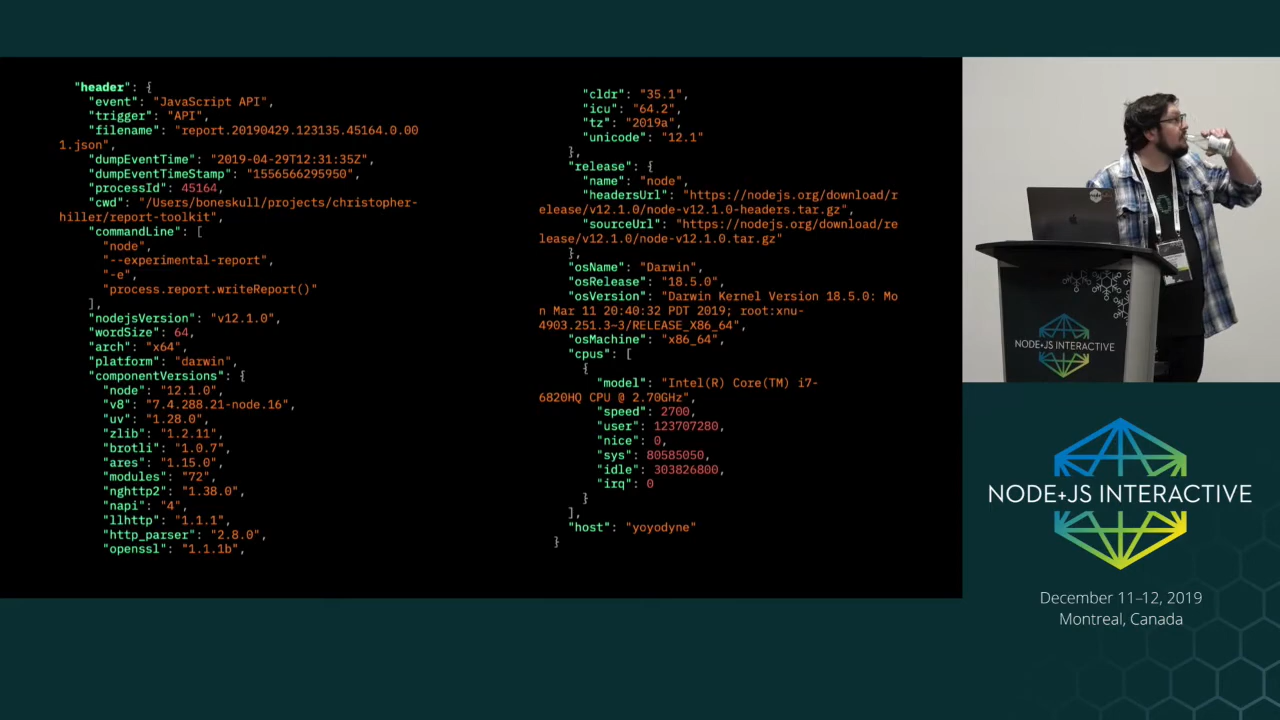 "header": {
"event": "JavaScript API",
"trigger": "API",
"filename": "report.20190429.123135.45164.0.00
1.json",
"dumpEventTime": "2019-04-29T12:31:35Z",
"dumpEventTimeStamp": "1556566295950",
"processId": 45164,
"cwd": "/Users/boneskull/projects/christopher-
hiller/report-toolkit",
"commandLine": [
"node",
"--experimental-report",
"-e",
"process.report.writeReport()"
],
"nodejsVersion": "v12.1.0",
"wordSize": 64,
"arch": "x64",
"platform": "darwin",
"componentVersions": {
"node": "12.1.0",
"v8": "7.4.288.21-node.16",
"uv": "1.28.0",
"zlib": "1.2.11",
"brotli": "1.0.7",
"ares": "1.15.0",
"modules": "72",
"nghttp2": "1.38.0",
"napi": "4",
"llhttp": "1.1.1",
"http_parser": "2.8.0",
"openssl": "1.1.1b",
"cldr": "35.1",
"icu": "64.2",
"tz": "2019a",
"unicode": "12.1"
},
"release": {
"name": "node",
"headersUrl": "https://nodejs.org/download/r
elease/v12.1.0/node-v12.1.0-headers.tar.gz",
"sourceUrl": "https://nodejs.org/download/re
lease/v12.1.0/node-v12.1.0.tar.gz"
},
"osName": "Darwin",
"osRelease": "18.5.0",
"osVersion": "Darwin Kernel Version 18.5.0: Mo
n Mar 11 20:40:32 PDT 2019; root:xnu-
4903.251.3~3/RELEASE_X86_64",
"osMachine": "x86_64",
"cpus": [
{
"model": "Intel(R) Core(TM) i7-
6820HQ CPU @ 2.70GHz",
"speed": 2700,
"user": 123707280,
"nice": 0,
"sys": 80585050,
"idle": 303826800,
"irq": 0
}
],
"host": "yoyodyne"
}
NODE+JS INTERACTIVE
NODE+JS INTERACTIVE
December 11–12, 2019
Montreal, Canada